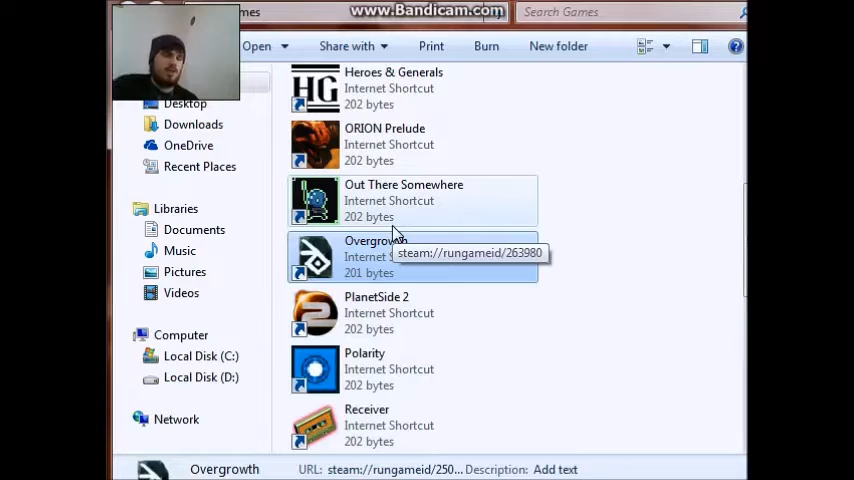 www.Bandicam.com
mes
Search Games
Open
Share with
Print
Burn
New folder
Desktop
Downloads
OneDrive
Recent Places
Libraries
Documents
Music
Pictures
Videos
Computer
Local Disk (C:)
Local Disk (D:)
Network
HG
Heroes & Generals
Internet Shortcut
202 bytes
ORION Prelude
Internet Shortcut
202 bytes
Out There Somewhere
Internet Shortcut
202 bytes
Overgrowth
Internet S
201 bytes
steam://rungameid/263980
2
PlanetSide 2
Internet Shortcut
202 bytes
Polarity
Internet Shortcut
202 bytes
Receiver
Internet Shortcut
202 bytes
Overgrowth
URL: steam://rungameid/250... Description: Add text